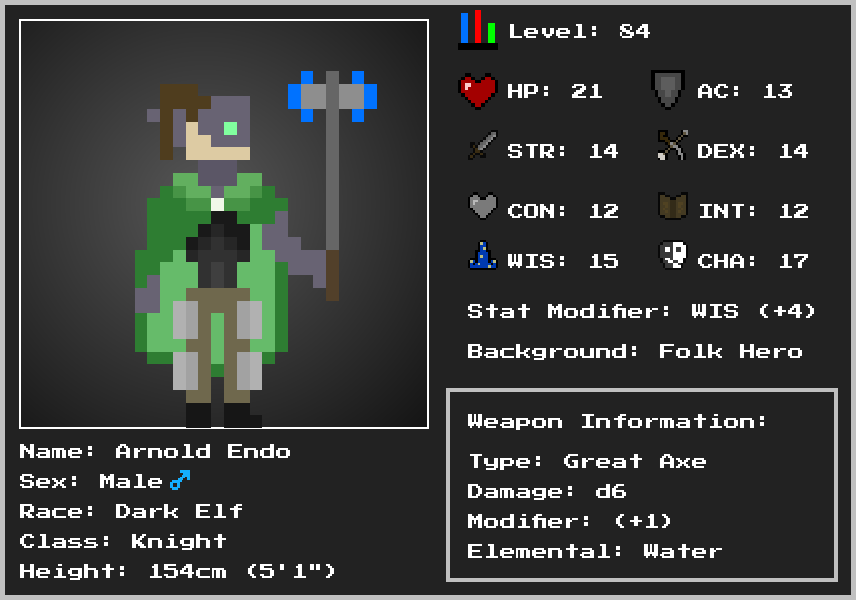 Level: 84
HP: 21 AC: 13
STR: 14 DEX: 14
CON: 12 INT: 12
WIS: 15 CHA: 17
Stat Modifier: WIS (+4)
Background: Folk Hero
Weapon Information:
Type: Great Axe
Damage: d6
Modifier: (+1)
Elemental: Water
Name: Arnold Endo
Sex: Male ♂
Race: Dark Elf
Class: Knight
Height: 154cm (5'1")